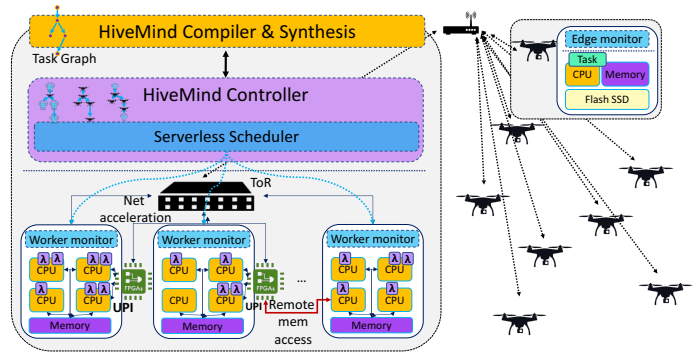 HiveMind Compiler & Synthesis
Task Graph
HiveMind Controller
Serverless Scheduler
Edge monitor
Task
CPU
Memory
Flash SSD
ToR
Net
acceleration
Worker monitor
λ λ
CPU
λ λ
CPU
λ
CPU
λ λ
CPU
Memory
FPGAs
UPI
Worker monitor
λ
CPU
λ
CPU
CPU
λ λ
CPU
Memory
FPGAs
UPI
...
Remote
mem
access
Worker monitor
λ
CPU
λ λ
CPU
λ
CPU
λ
CPU
Memory